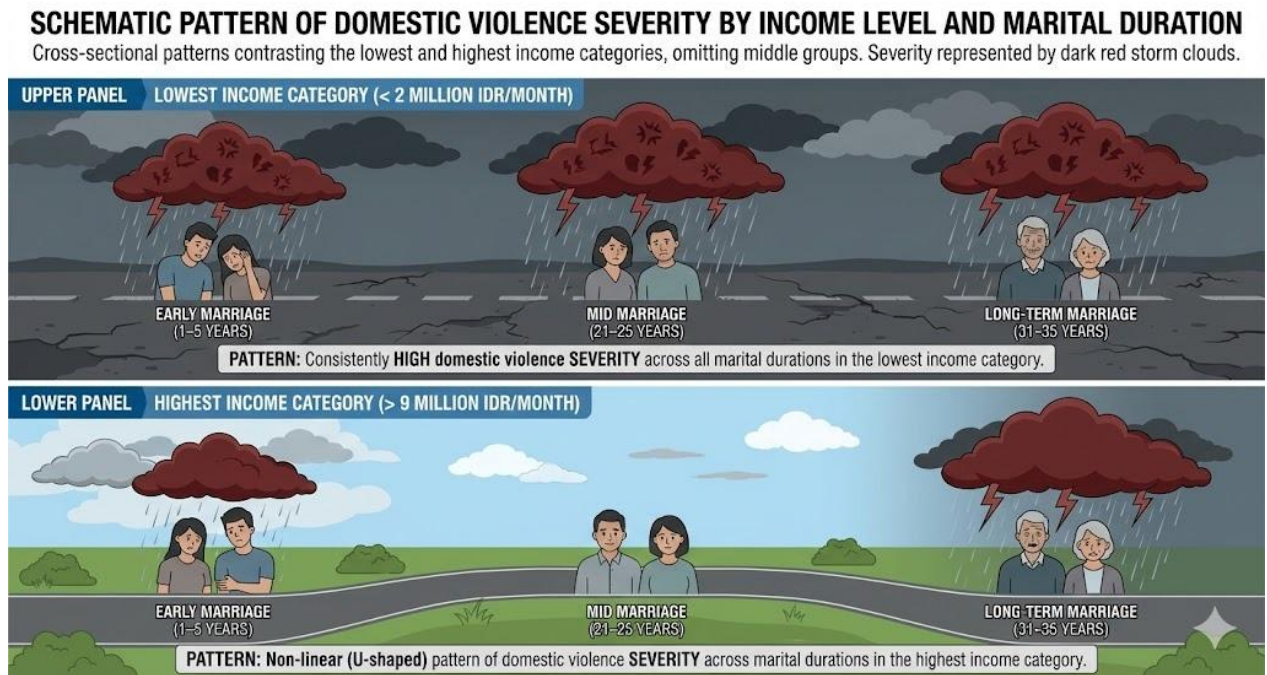 SCHEMATIC PATTERN OF DOMESTIC VIOLENCE SEVERITY BY INCOME LEVEL AND MARITAL DURATION
Cross-sectional patterns contrasting the lowest and highest income categories, omitting middle groups. Severity represented by dark red storm clouds.
UPPER PANEL LOWEST INCOME CATEGORY (< 2 MILLION IDR/MONTH)
EARLY MARRIAGE
(1–5 YEARS)
MID MARRIAGE
(21–25 YEARS)
LONG-TERM MARRIAGE
(31–35 YEARS)
PATTERN: Consistently HIGH domestic violence SEVERITY across all marital durations in the lowest income category.
LOWER PANEL HIGHEST INCOME CATEGORY (> 9 MILLION IDR/MONTH)
EARLY MARRIAGE
(1–5 YEARS)
MID MARRIAGE
(21–25 YEARS)
LONG-TERM MARRIAGE
(31–35 YEARS)
PATTERN: Non-linear (U-shaped) pattern of domestic violence SEVERITY across marital durations in the highest income category.